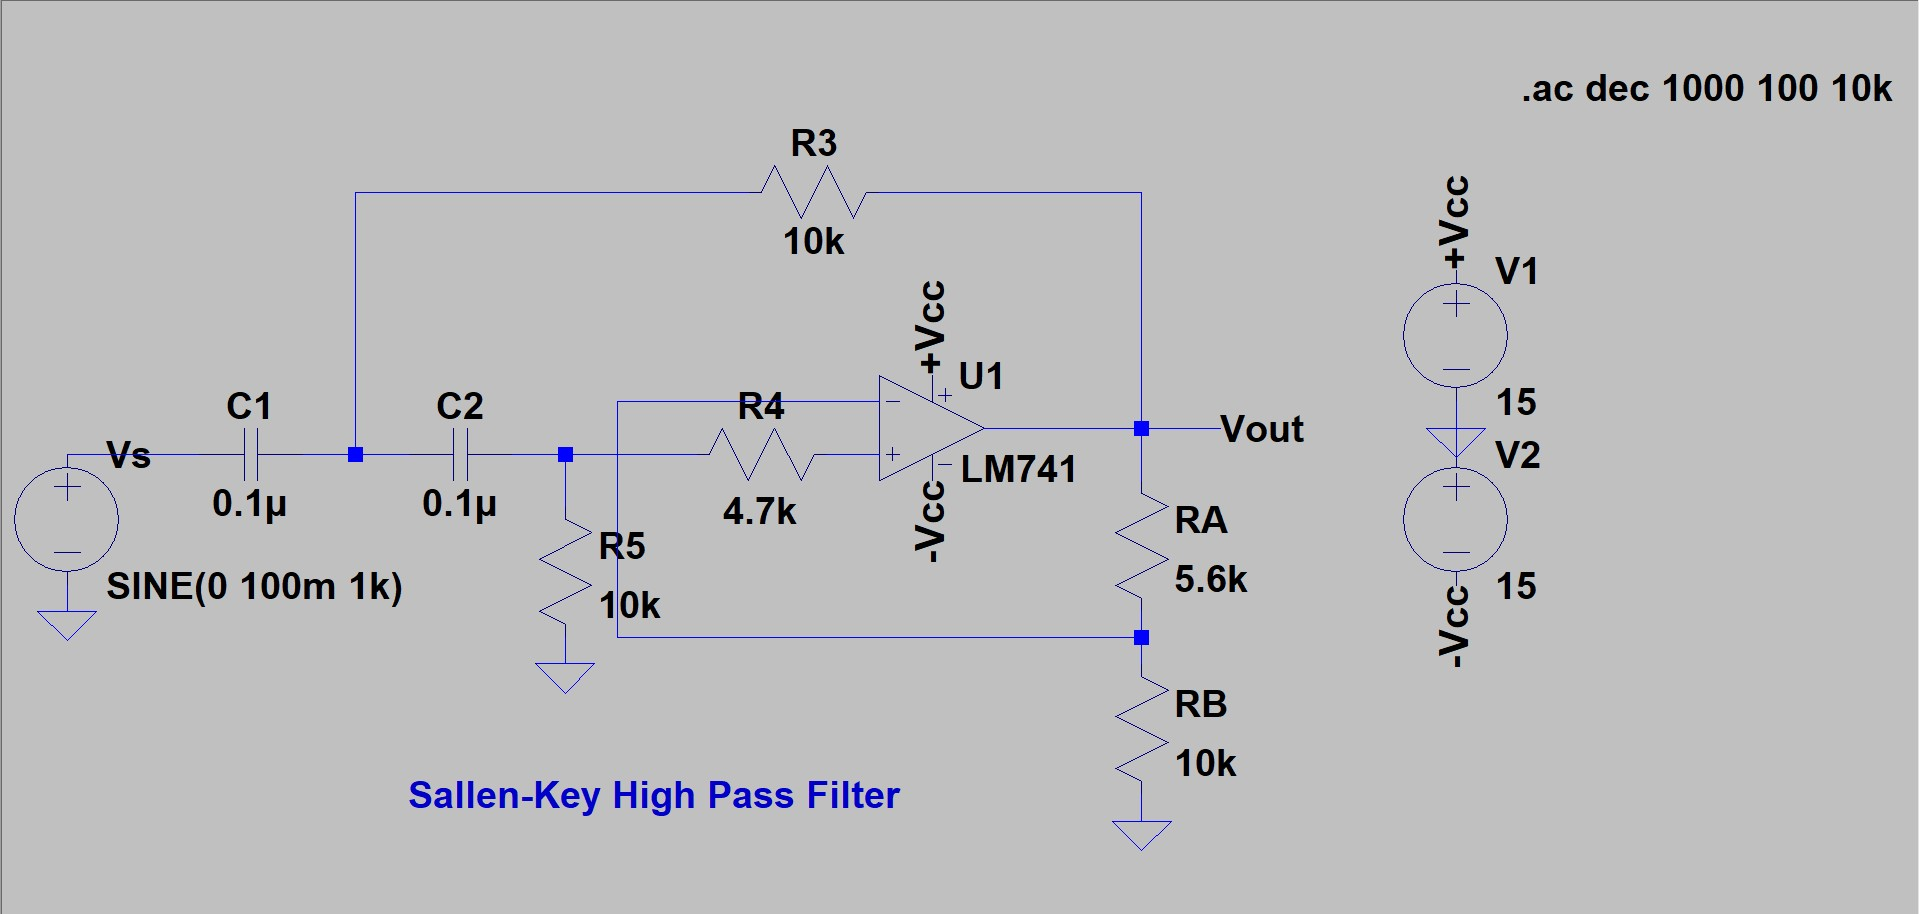 .ac dec 1000 100 10k
R3
10k
+Vcc
V1
15
+Vcc
U1
C1
C2
R4
Vs
0.1µ
0.1µ
4.7k
LM741
-Vcc
Vout
V2
15
-Vcc
SINE(0 100m 1k)
R5
10k
RA
5.6k
RB
10k
Sallen-Key High Pass Filter